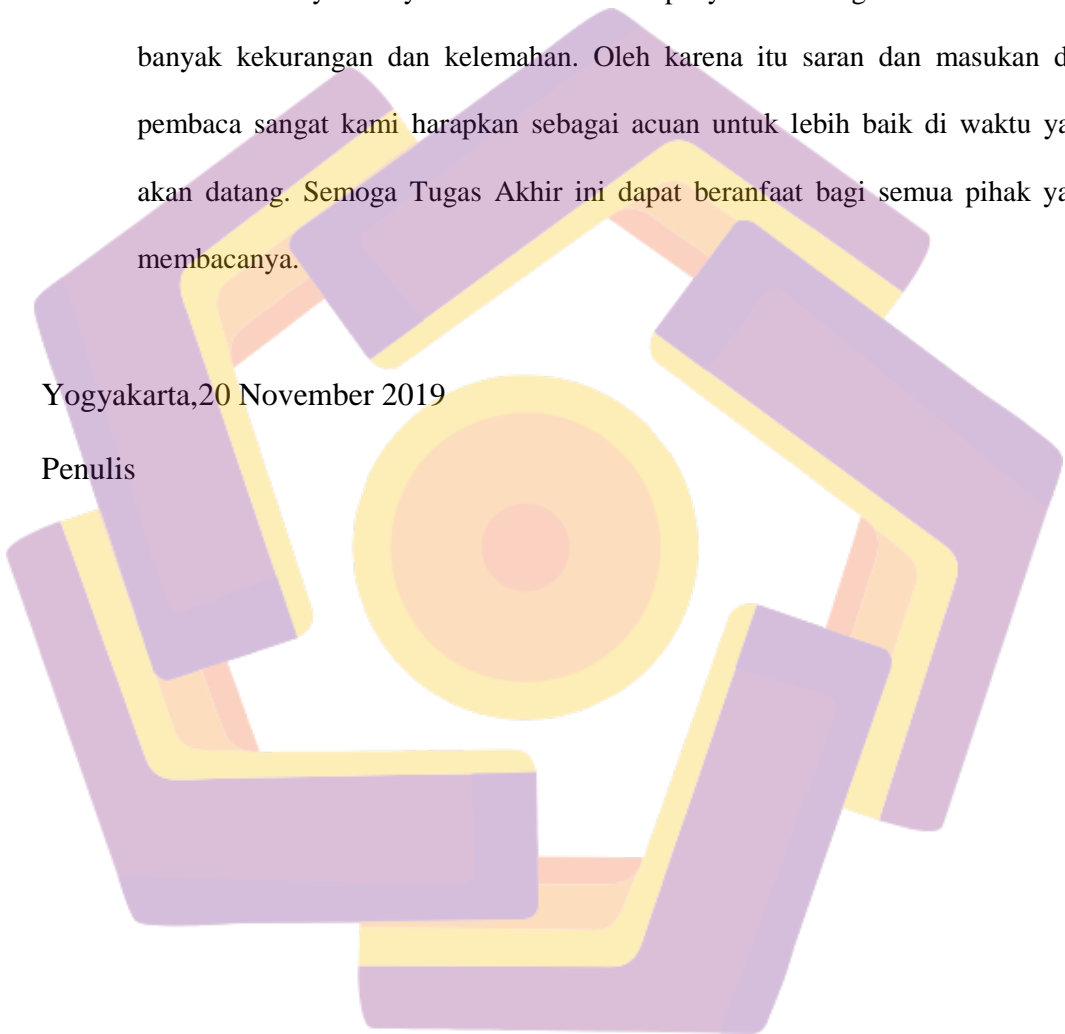 banyak kekurangan dan kelemahan. Oleh karena itu saran dan masukan
pembaca sangat kami harapkan sebagai acuan untuk lebih baik di waktu
akan datang. Semoga Tugas Akhir ini dapat beranfaat bagi semua pihak
membacanya.
Yogyakarta,20 November 2019
Penulis